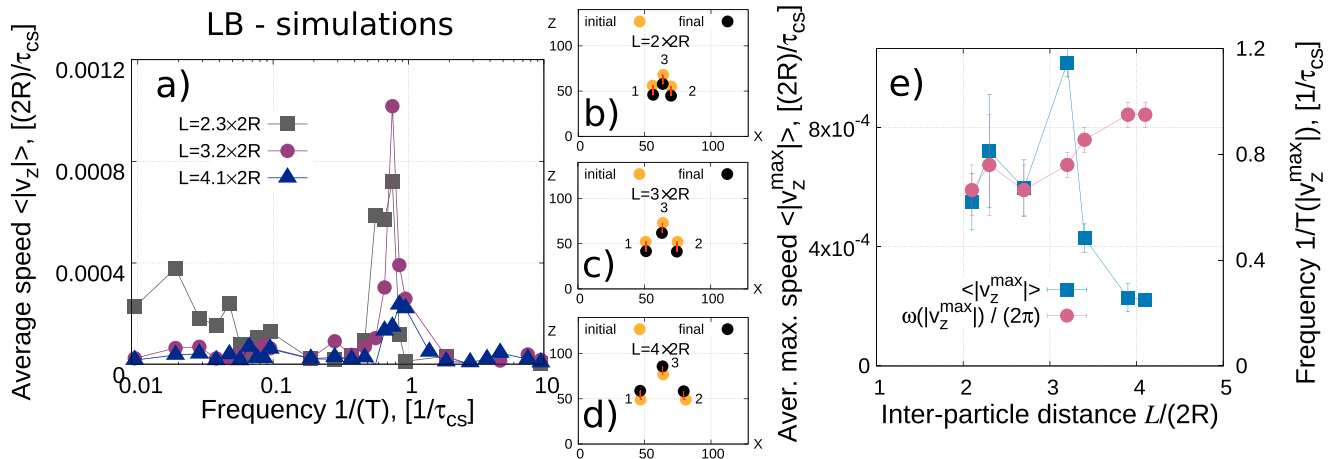 LB - simulations
Average speed <|v_z|>, [(2R)/τ_cs]
0.0012
0.0008
0.0004
0
a)
L=2.3×2R
L=3.2×2R
L=4.1×2R
0.01
0.1
1
10
Frequency 1/(T), [1/τ_cs]
Z
initial
final
L=2×2R
3
1
2
b)
100
50
0
0
50
100
X
Z
initial
final
L=3×2R
3
1
2
c)
100
50
0
0
50
100
X
Z
initial
final
L=4×2R
3
1
2
d)
100
50
0
0
50
100
X
Aver. max. speed <|v_z^max|>, [(2R)/τ_cs]
8x10^-4
4x10^-4
0
e)
<|v_z^max|>
ω(|v_z^max|) / (2π)
1
2
3
4
5
Inter-particle distance L/(2R)
1.2
0.8
0.4
0
Frequency 1/T(|v_z^max|), [1/τ_cs]